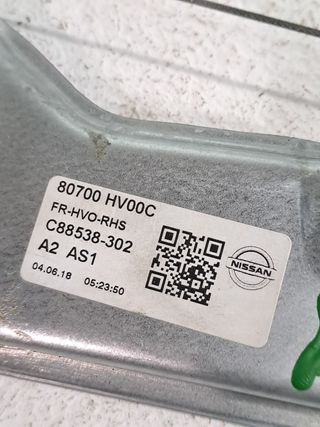 80700 HV00C
FR-HVO-RHS
C88538-302
A2 AS1
04.06.18 05:23:50
NISSAN